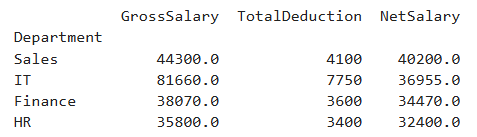 GrossSalary TotalDeduction NetSalary
Department
Sales 44300.0 4100 40200.0
IT 81660.0 7750 36955.0
Finance 38070.0 3600 34470.0
HR 35800.0 3400 32400.0